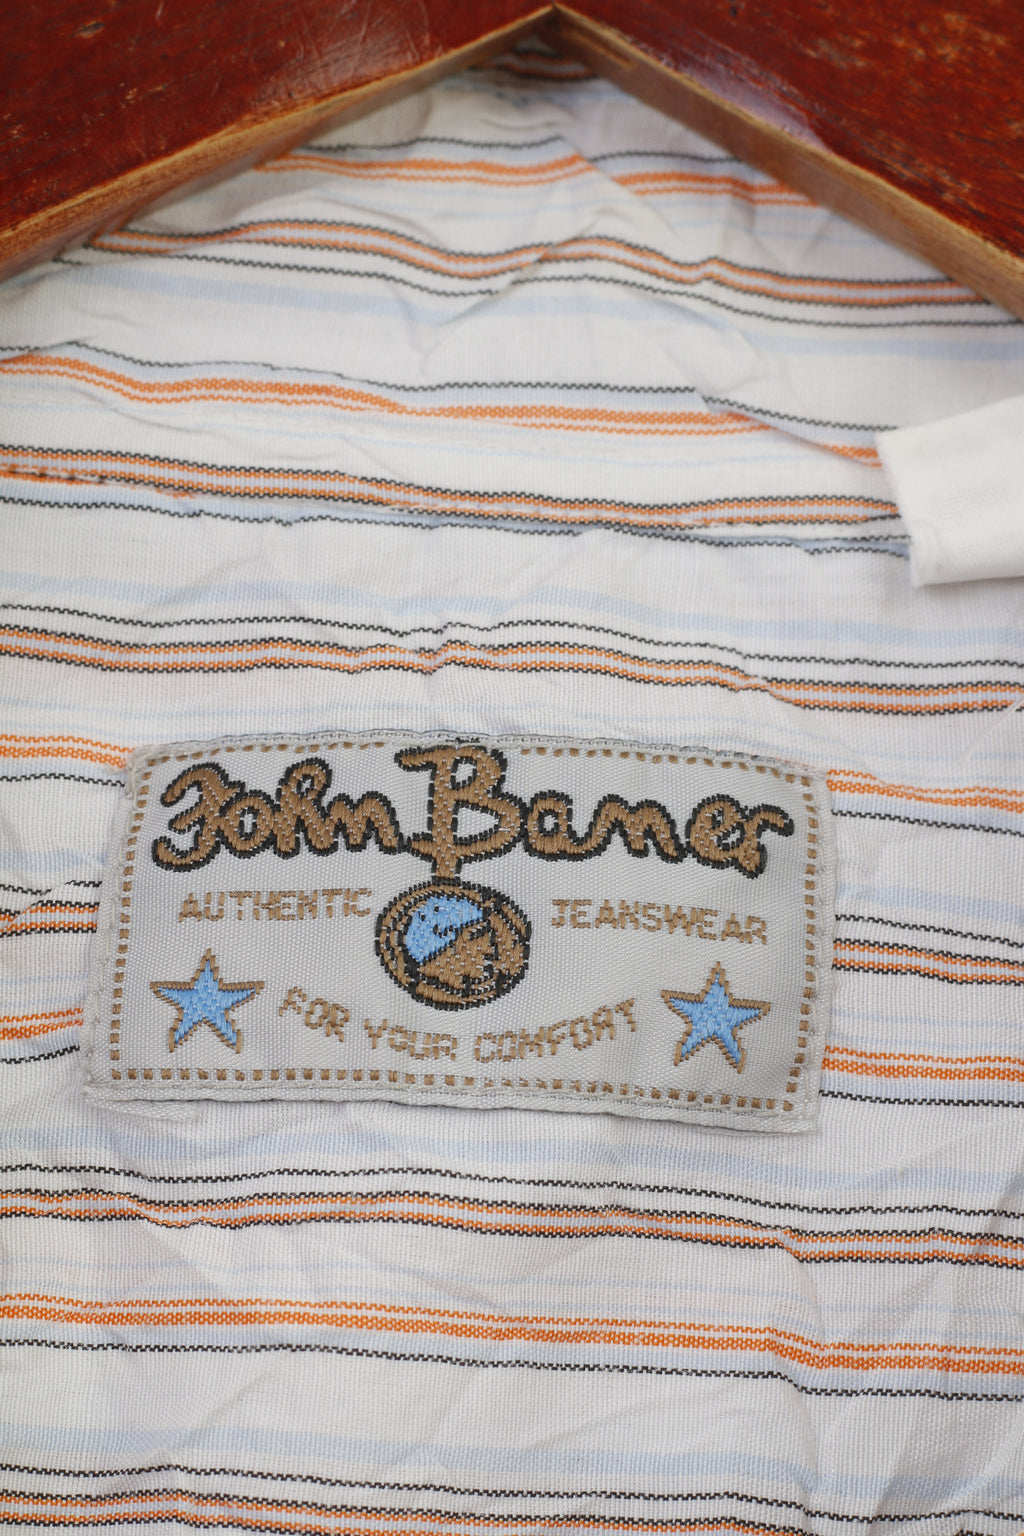 John Baner
AUTHENTIC JEANSWEAR
FOR YOUR COMFORT